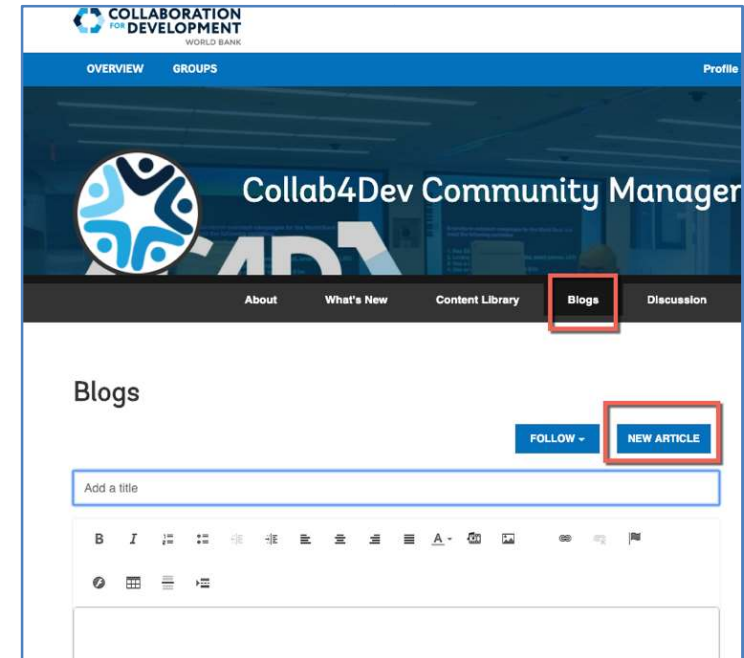 COLLABORATION
FOR DEVELOPMENT
WORLD BANK
OVERVIEW GROUPS Profile
Collab4Dev Community Manager
C4D
About What's New Content Library Blogs Discussion
Blogs
FOLLOW NEW ARTICLE
Add a title
B I A